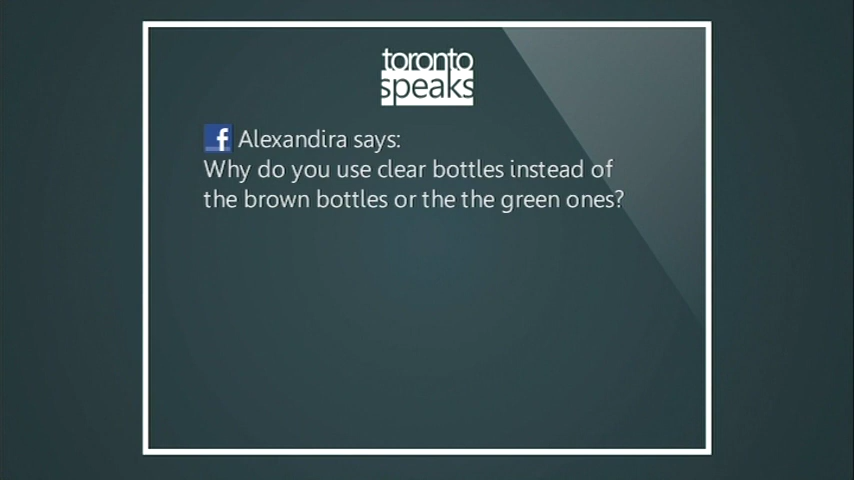 toronto
speaks
f Alexandira says:
Why do you use clear bottles instead of
the brown bottles or the the green ones?